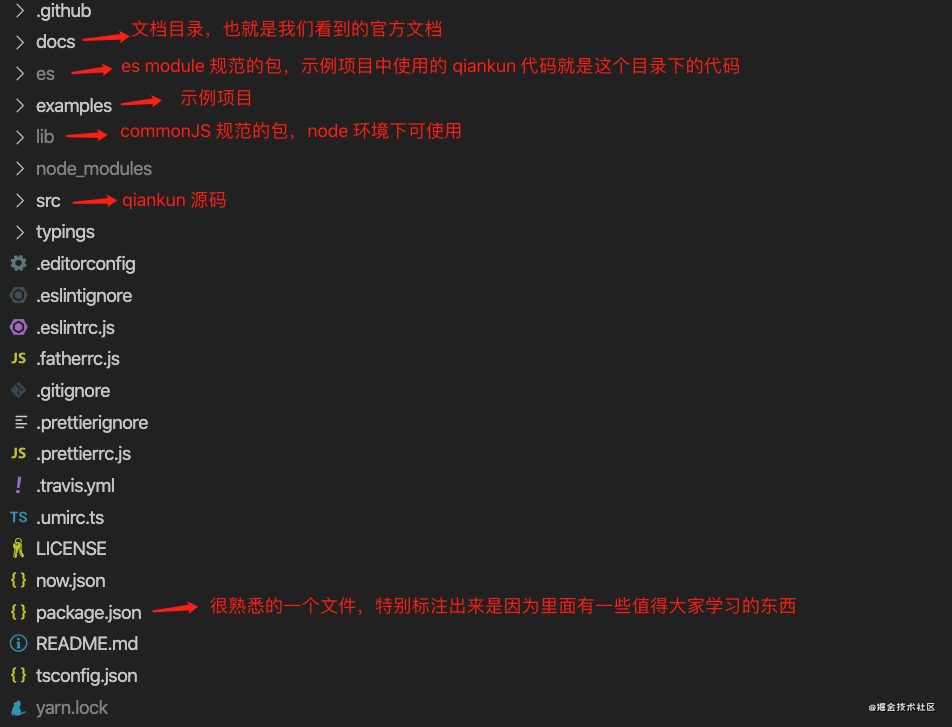 .github
docs 文档目录，也就是我们看到的官方文档
es es module 规范的包，示例项目中使用的 qiankun 代码就是这个目录下的代码
examples 示例项目
lib commonJS 规范的包，node 环境下可使用
node_modules
src qiankun 源码
typings
.editorconfig
.eslintignore
.eslintrc.js
JS .fatherrc.js
.gitignore
.prettierignore
JS .prettierrc.js
! .travis.yml
TS .umirc.ts
LICENSE
{} now.json
{} package.json 很熟悉的一个文件，特别标注出来是因为里面有一些值得大家学习的东西
README.md
{} tsconfig.json
yarn.lock
@掘金技术社区